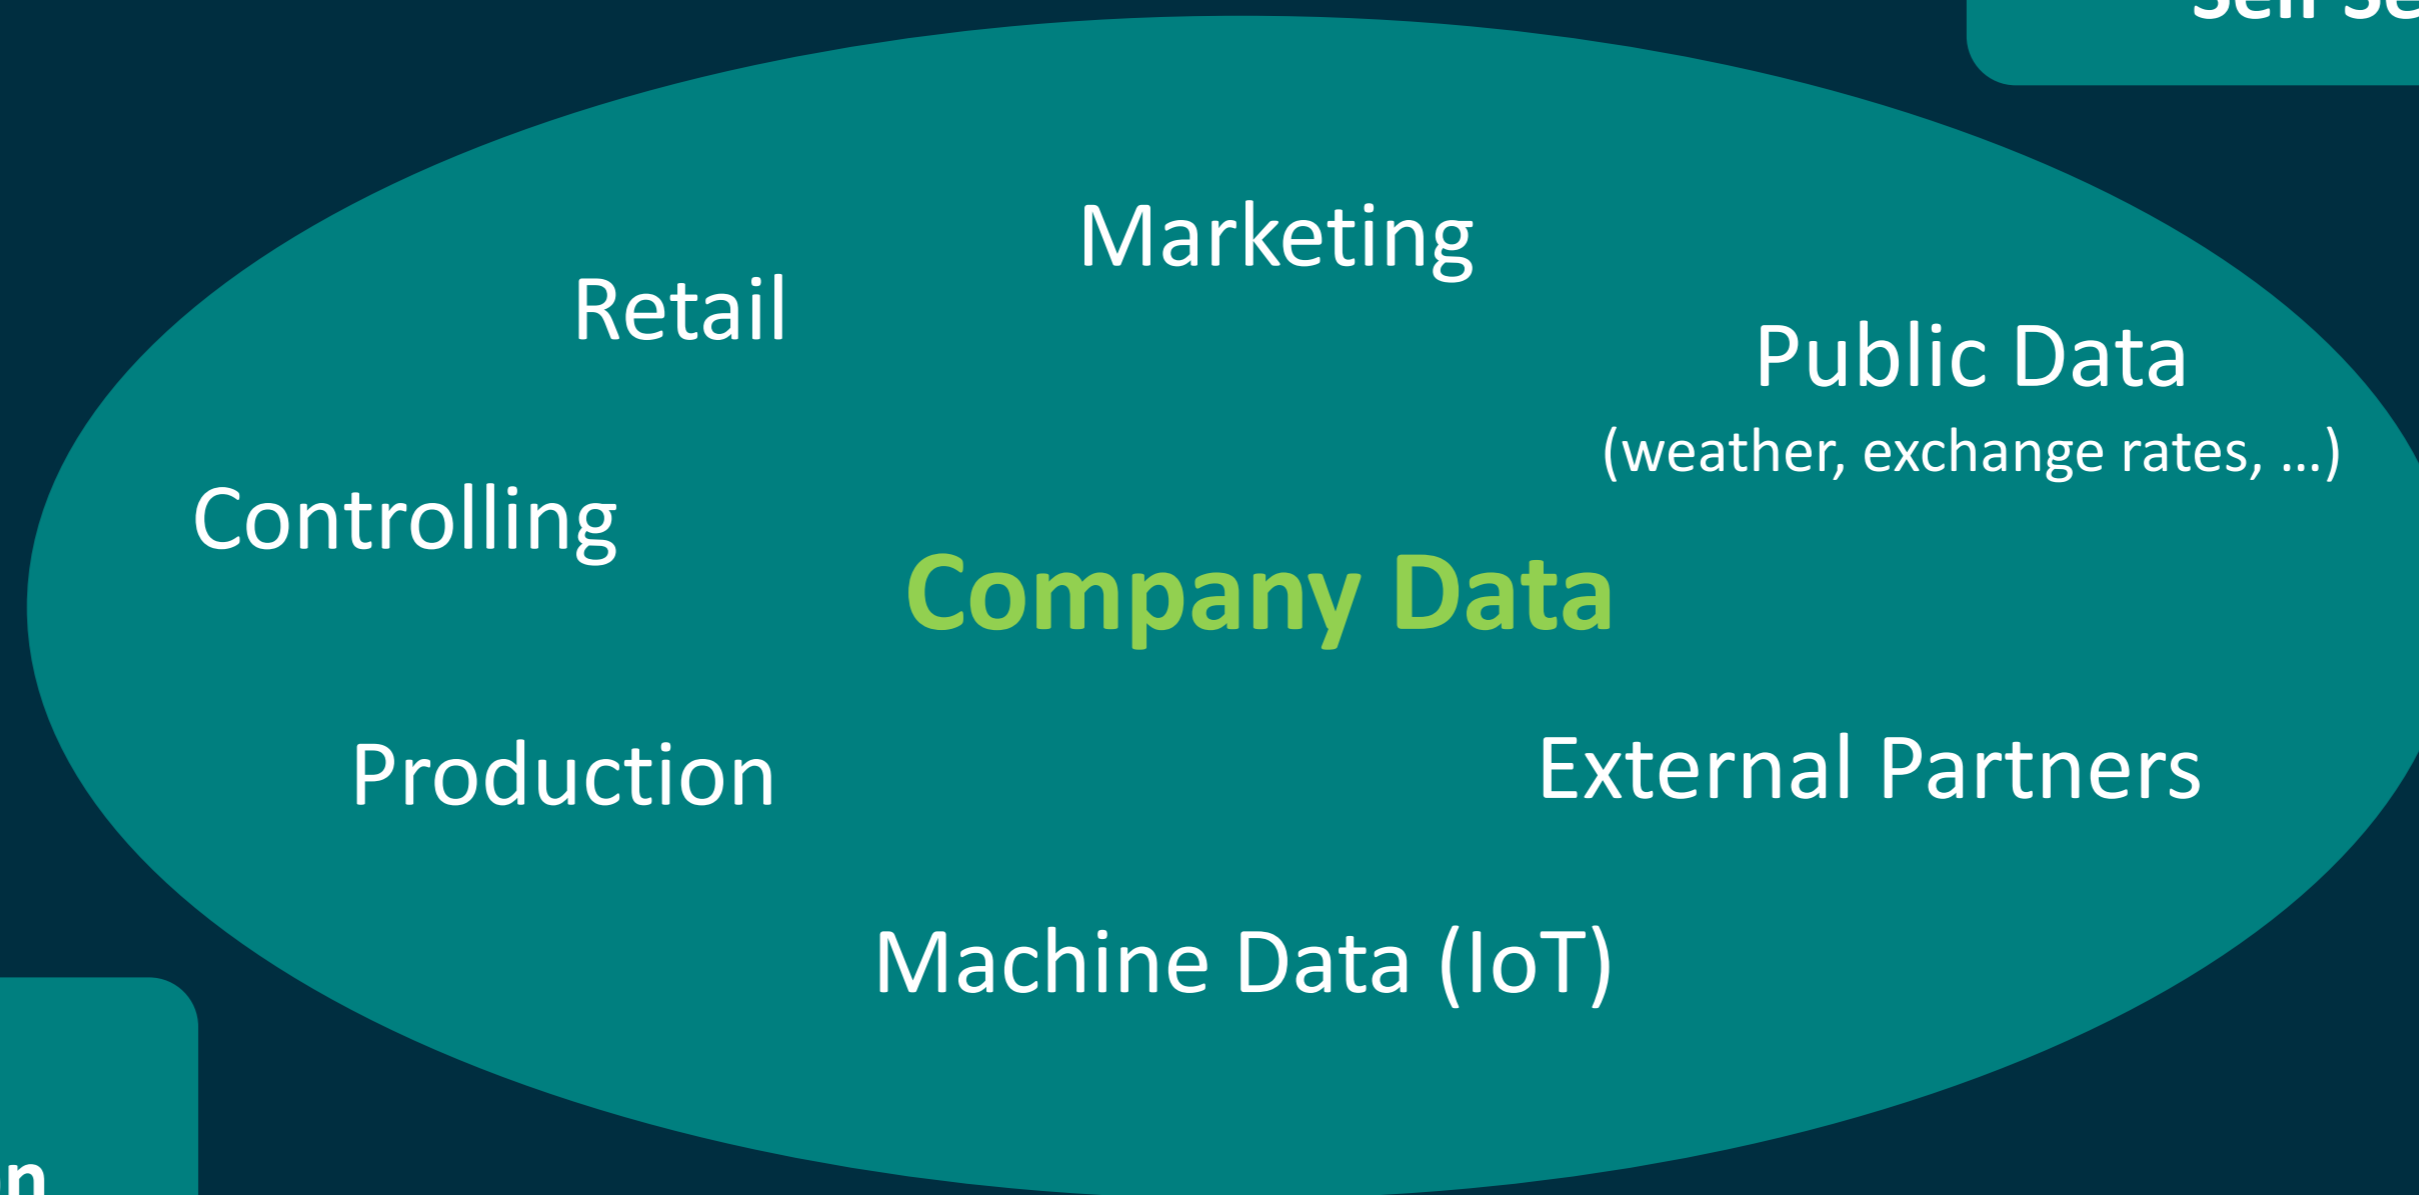 Marketing
Retail
Public Data
(weather, exchange rates, ...)
Controlling
Company Data
Production
External Partners
Machine Data (IoT)